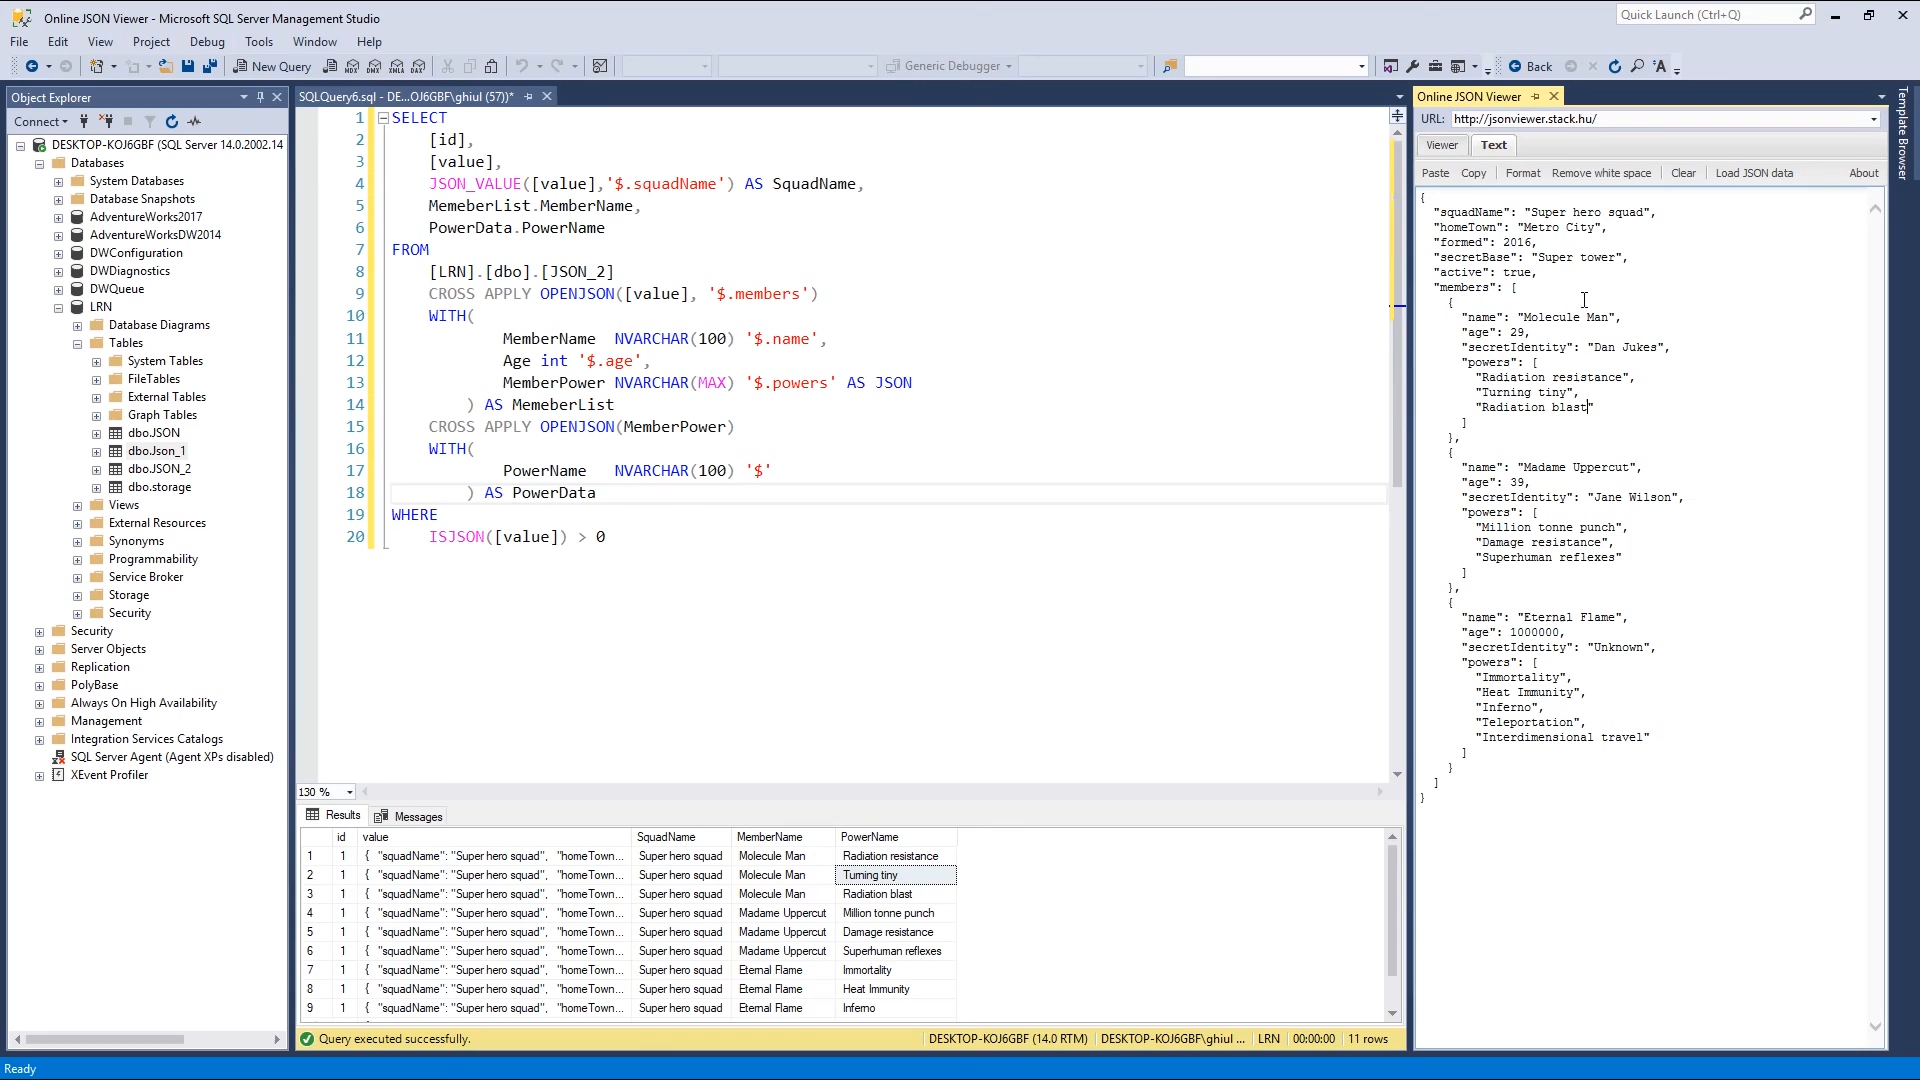 Online JSON Viewer - Microsoft SQL Server Management Studio
Quick Launch (Ctrl+Q)
File Edit View Project Debug Tools Window Help
New Query MDX DMX XMLA DAX Generic Debugger Back
Object Explorer
Connect
DESKTOP-KOJ6GBF (SQL Server 14.0.2002.14
Databases
System Databases
Database Snapshots
AdventureWorks2017
AdventureWorksDW2014
DWConfiguration
DWDiagnostics
DWQueue
LRN
Database Diagrams
Tables
System Tables
FileTables
External Tables
Graph Tables
dbo.JSON
dbo.Json_1
dbo.JSON_2
dbo.storage
Views
External Resources
Synonyms
Programmability
Service Broker
Storage
Security
Security
Server Objects
Replication
PolyBase
Always On High Availability
Management
Integration Services Catalogs
SQL Server Agent (Agent XPs disabled)
XEvent Profiler
SQLQuery6.sql - DE...OJ6GBF\ghiul (57))*
1 SELECT
2 [id],
3 [value],
4 JSON_VALUE([value],'$.squadName') AS SquadName,
5 MemeberList.MemberName,
6 PowerData.PowerName
7 FROM
8 [LRN].[dbo].[JSON_2]
9 CROSS APPLY OPENJSON([value], '$.members')
10 WITH(
11 MemberName NVARCHAR(100) '$.name',
12 Age int '$.age',
13 MemberPower NVARCHAR(MAX) '$.powers' AS JSON
14 ) AS MemeberList
15 CROSS APPLY OPENJSON(MemberPower)
16 WITH(
17 PowerName NVARCHAR(100) '$'
18 ) AS PowerData
19 WHERE
20 ISJSON([value]) > 0
130 %
Results Messages
id value SquadName MemberName PowerName
1 1 { "squadName": "Super hero squad", "homeTown... Super hero squad Molecule Man Radiation resistance
2 1 { "squadName": "Super hero squad", "homeTown... Super hero squad Molecule Man Turning tiny
3 1 { "squadName": "Super hero squad", "homeTown... Super hero squad Molecule Man Radiation blast
4 1 { "squadName": "Super hero squad", "homeTown... Super hero squad Madame Uppercut Million tonne punch
5 1 { "squadName": "Super hero squad", "homeTown... Super hero squad Madame Uppercut Damage resistance
6 1 { "squadName": "Super hero squad", "homeTown... Super hero squad Madame Uppercut Superhuman reflexes
7 1 { "squadName": "Super hero squad", "homeTown... Super hero squad Eternal Flame Immortality
8 1 { "squadName": "Super hero squad", "homeTown... Super hero squad Eternal Flame Heat Immunity
9 1 { "squadName": "Super hero squad", "homeTown... Super hero squad Eternal Flame Inferno
Query executed successfully. DESKTOP-KOJ6GBF (14.0 RTM) DESKTOP-KOJ6GBF\ghiul ... LRN 00:00:00 11 rows
Online JSON Viewer
URL: http://jsonviewer.stack.hu/
Viewer Text
Paste Copy Format Remove white space Clear Load JSON data About
{
"squadName": "Super hero squad",
"homeTown": "Metro City",
"formed": 2016,
"secretBase": "Super tower",
"active": true,
"members": [
{
"name": "Molecule Man",
"age": 29,
"secretIdentity": "Dan Jukes",
"powers": [
"Radiation resistance",
"Turning tiny",
"Radiation blast"
]
},
{
"name": "Madame Uppercut",
"age": 39,
"secretIdentity": "Jane Wilson",
"powers": [
"Million tonne punch",
"Damage resistance",
"Superhuman reflexes"
]
},
{
"name": "Eternal Flame",
"age": 1000000,
"secretIdentity": "Unknown",
"powers": [
"Immortality",
"Heat Immunity",
"Inferno",
"Teleportation",
"Interdimensional travel"
]
}
]
}
Template Browser
Ready